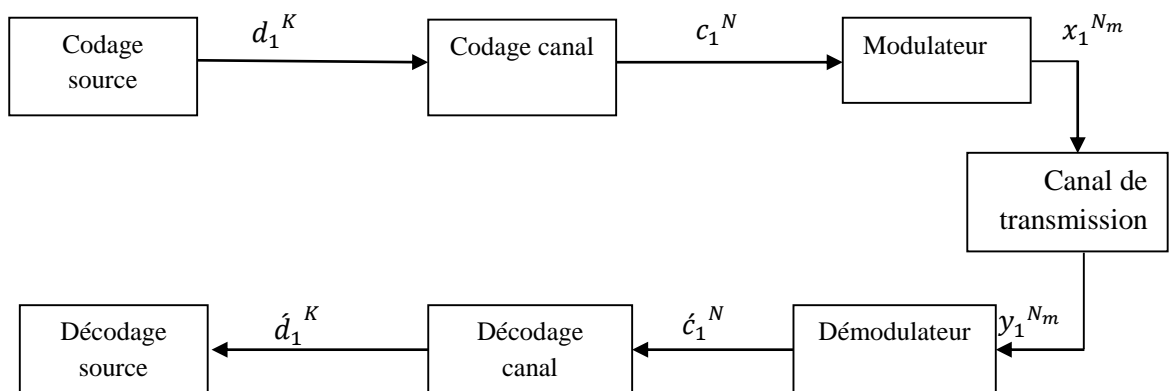 Codage source
d₁ᴷ
Codage canal
c₁ᴺ
Modulateur
x₁ᴺᵐ
Canal de transmission
Décodage source
d́₁ᴷ
Décodage canal
ć₁ᴺ
Démodulateur
y₁ᴺᵐ